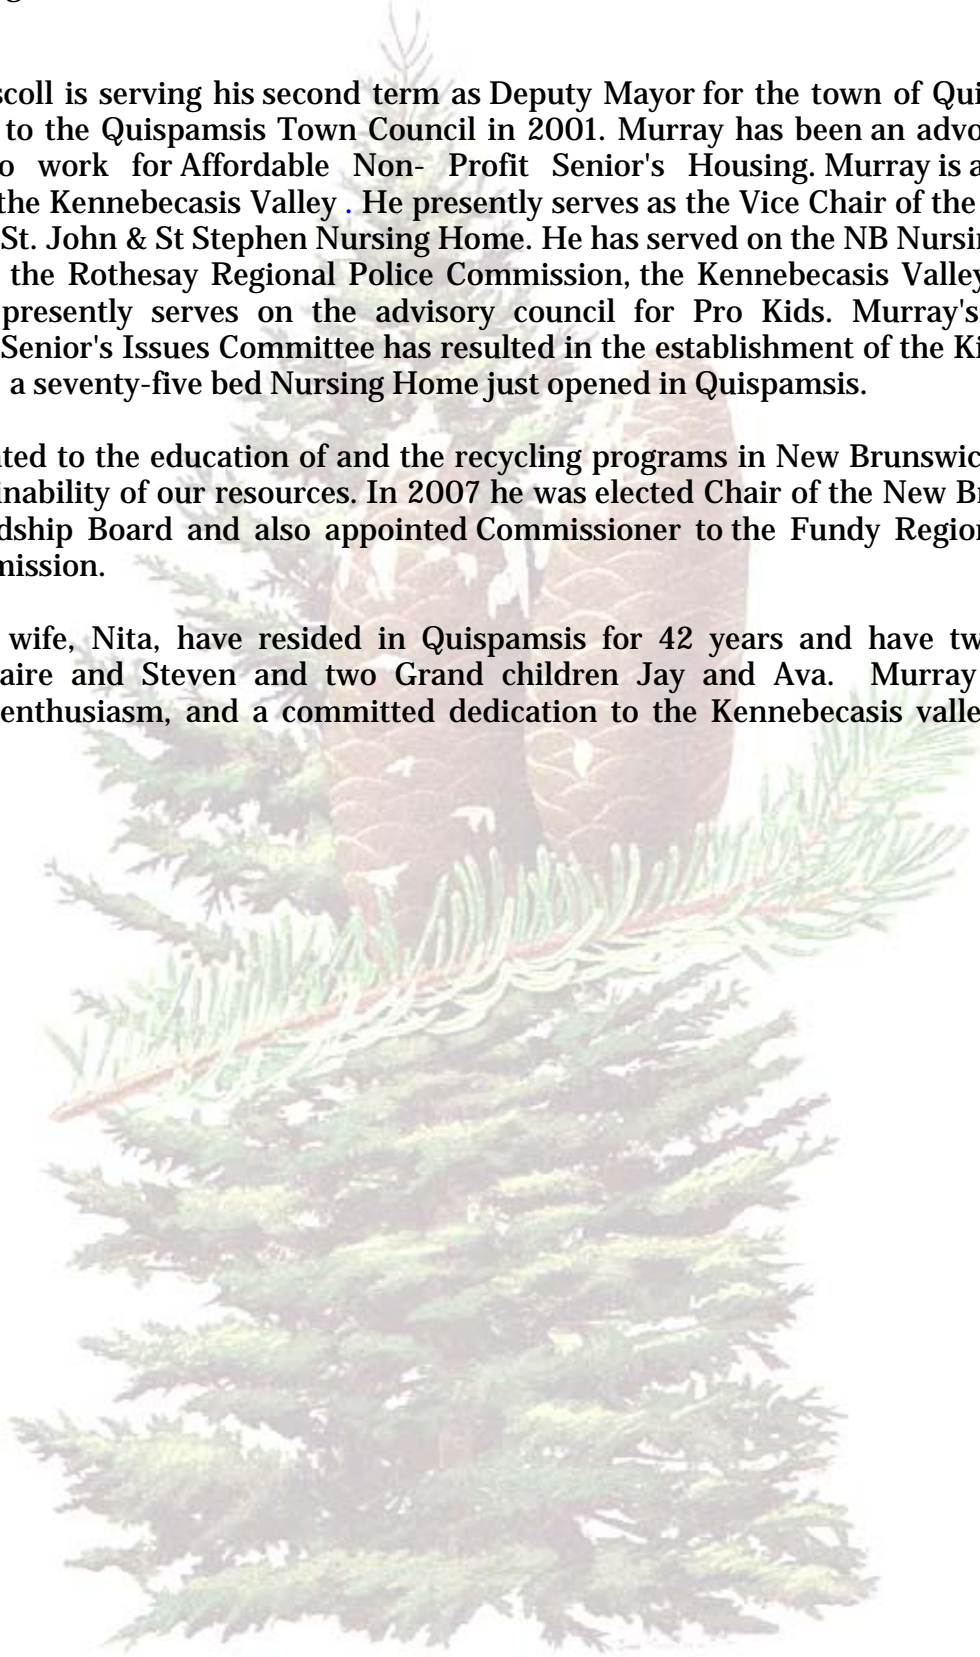 scoll is serving his second term as Deputy Mayor for the town of Qui
to the Quispamsis Town Council in 2001. Murray has been an advo
o work for Affordable Non- Profit Senior's Housing. Murray is a
the Kennebecasis Valley . He presently serves as the Vice Chair of the
St. John & St Stephen Nursing Home. He has served on the NB Nursi
the Rothesay Regional Police Commission, the Kennebecasis Valley
presently serves on the advisory council for Pro Kids. Murray's
Senior's Issues Committee has resulted in the establishment of the Ki
a seventy-five bed Nursing Home just opened in Quispamsis.
ated to the education of and the recycling programs in New Brunswic
inability of our resources. In 2007 he was elected Chair of the New B
dship Board and also appointed Commissioner to the Fundy Region
mission.
wife, Nita, have resided in Quispamsis for 42 years and have tw
aire and Steven and two Grand children Jay and Ava. Murray
enthusiasm, and a committed dedication to the Kennebecasis valle